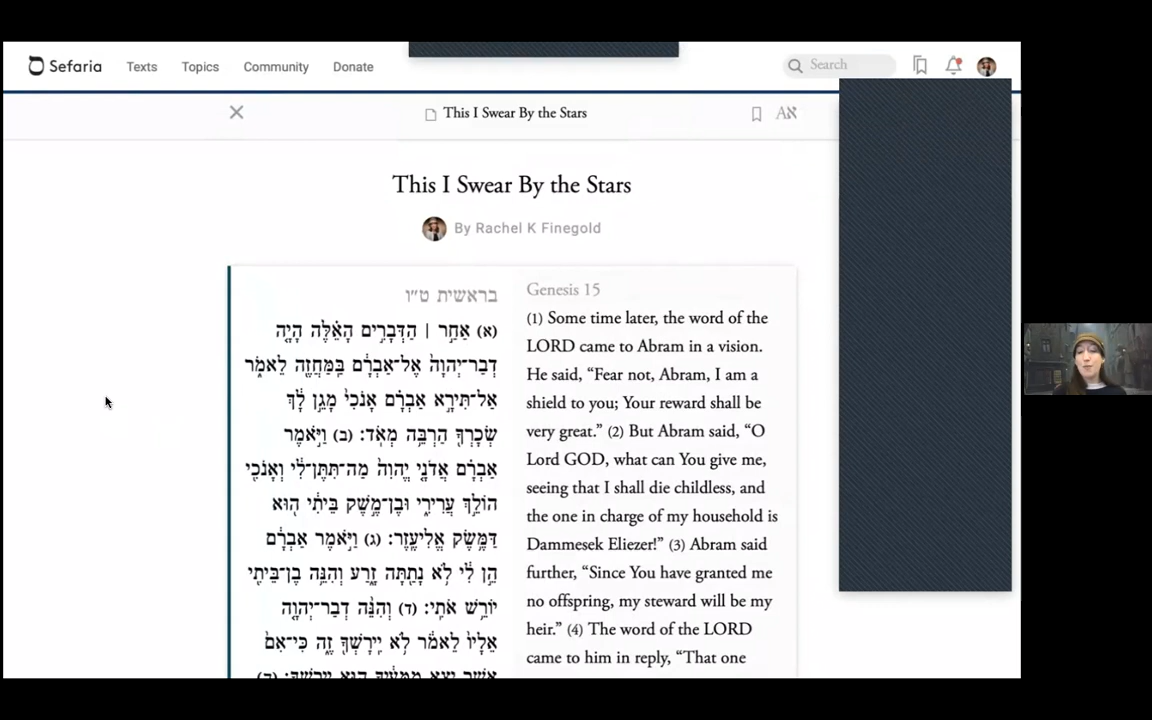 Sefaria
Texts
Topics
Community
Donate
Search
This I Swear By the Stars
Aא
This I Swear By the Stars
By Rachel K Finegold
בראשית ט״ו
(א) אַחַ֣ר ׀ הַדְּבָרִ֣ים הָאֵ֗לֶּה הָיָ֤ה
דְבַר־יְהוָה֙ אֶל־אַבְרָ֔ם בַּֽמַּחֲזֶ֖ה לֵאמֹ֑ר
אַל־תִּירָ֣א אַבְרָ֗ם אָנֹכִי֙ מָגֵ֣ן לָ֔ךְ
שְׂכָרְךָ֖ הַרְבֵּ֥ה מְאֹֽד׃ (ב) וַיֹּ֣אמֶר
אַבְרָ֗ם אֲדֹנָ֤י יֱהוִה֙ מַה־תִּתֶּן־לִ֔י וְאָנֹכִ֖י
הוֹלֵ֣ךְ עֲרִירִ֑י וּבֶן־מֶ֣שֶׁק בֵּיתִ֔י ה֖וּא
דַּמֶּ֥שֶׂק אֱלִיעֶֽזֶר׃ (ג) וַיֹּ֣אמֶר אַבְרָ֔ם
הֵ֣ן לִ֔י לֹ֥א נָתַ֖תָּה זָ֑רַע וְהִנֵּ֥ה בֶן־בֵּיתִ֖י
יוֹרֵ֥שׁ אֹתִֽי׃ (ד) וְהִנֵּ֨ה דְבַר־יְהוָ֤ה
אֵלָיו֙ לֵאמֹ֔ר לֹ֥א יִֽירָשְׁךָ֖ זֶ֑ה כִּי־אִם֙
אֲשֶׁ֣ר יֵצֵ֣א מִמֵּעֶ֔יךָ ה֖וּא יִֽירָשֶֽׁךָ׃ (ה)
Genesis 15
(1) Some time later, the word of the
LORD came to Abram in a vision.
He said, “Fear not, Abram, I am a
shield to you; Your reward shall be
very great.” (2) But Abram said, “O
Lord GOD, what can You give me,
seeing that I shall die childless, and
the one in charge of my household is
Dammesek Eliezer!” (3) Abram said
further, “Since You have granted me
no offspring, my steward will be my
heir.” (4) The word of the LORD
came to him in reply, “That one